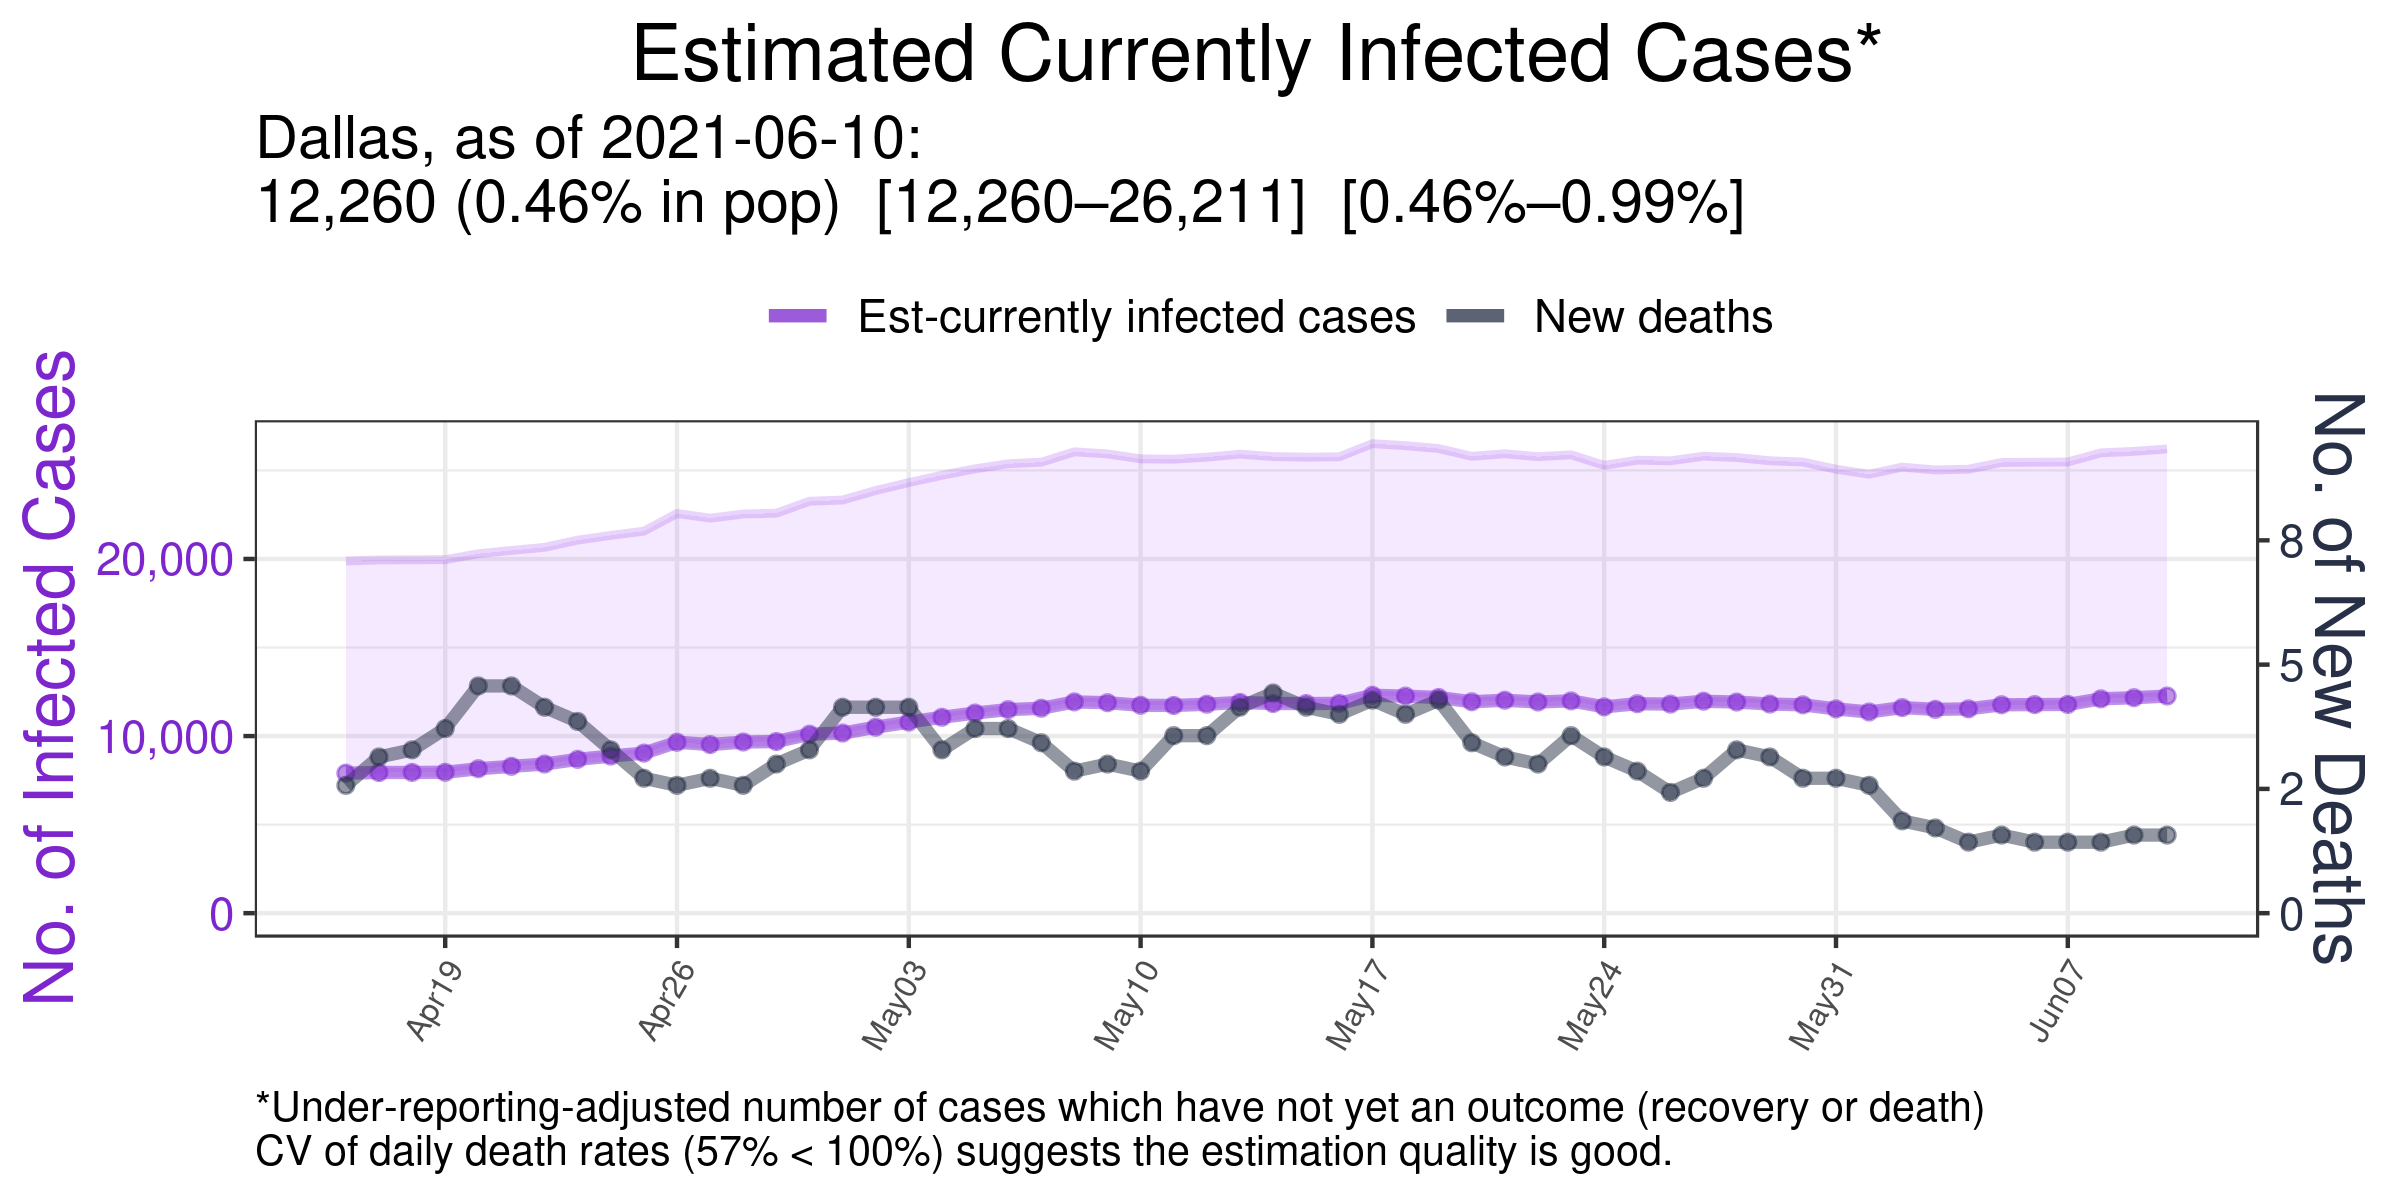 Estimated Currently Infected Cases*
Dallas, as of 2021-06-10:
12,260 (0.46% in pop)  [12,260–26,211]  [0.46%–0.99%]
Est-currently infected cases
New deaths
No. of Infected Cases
20,000
10,000
0
No. of New Deaths
8
5
2
0
Apr19
Apr26
May03
May10
May17
May24
May31
Jun07
*Under-reporting-adjusted number of cases which have not yet an outcome (recovery or death)
CV of daily death rates (57% < 100%) suggests the estimation quality is good.